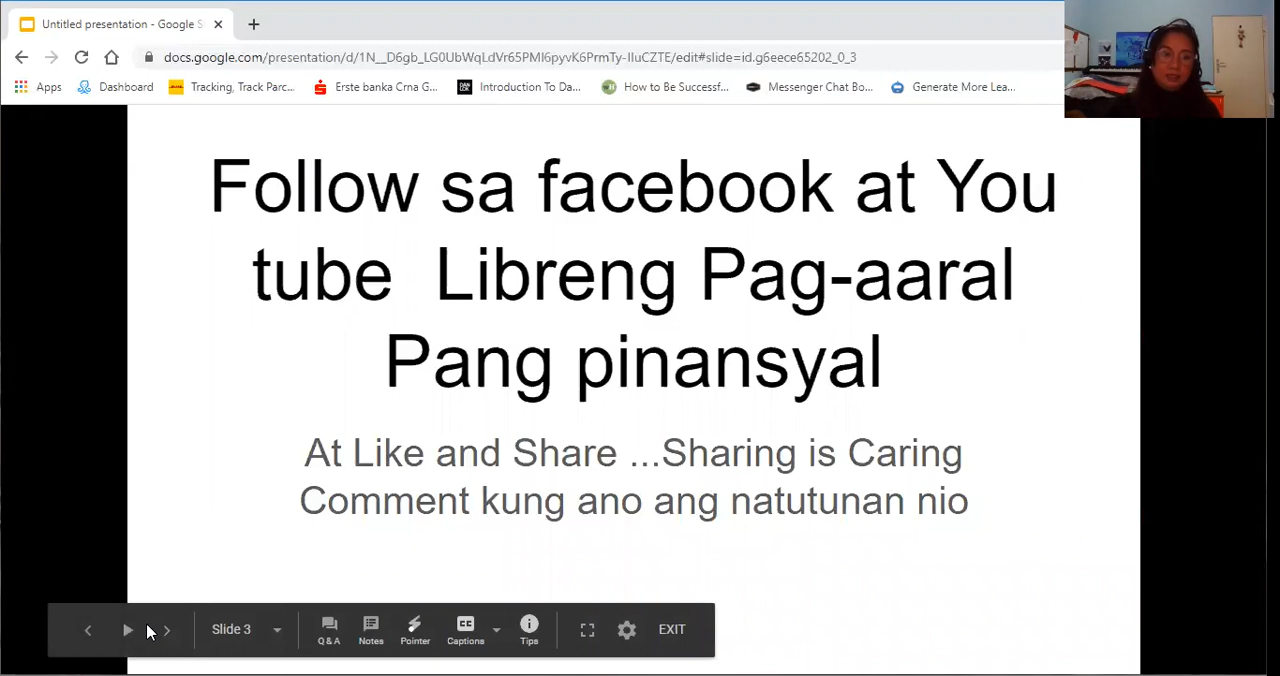 Untitled presentation - Google S
docs.google.com/presentation/d/1N__D6gb_
edit#slide=id.g6eece65202_0_3
Apps Dashboard Tracking, Track Parc... Erste banka Crna G... Introduction To Da... How to Be Successf... Messenger Chat Bo... Generate More Lea...
Follow sa facebook at You
tube Libreng Pag-aaral
Pang pinansyal
At Like and Share ...Sharing is Caring
Comment kung ano ang natutunan nio
Slide 3 Q & A Notes Pointer Captions Tips EXIT